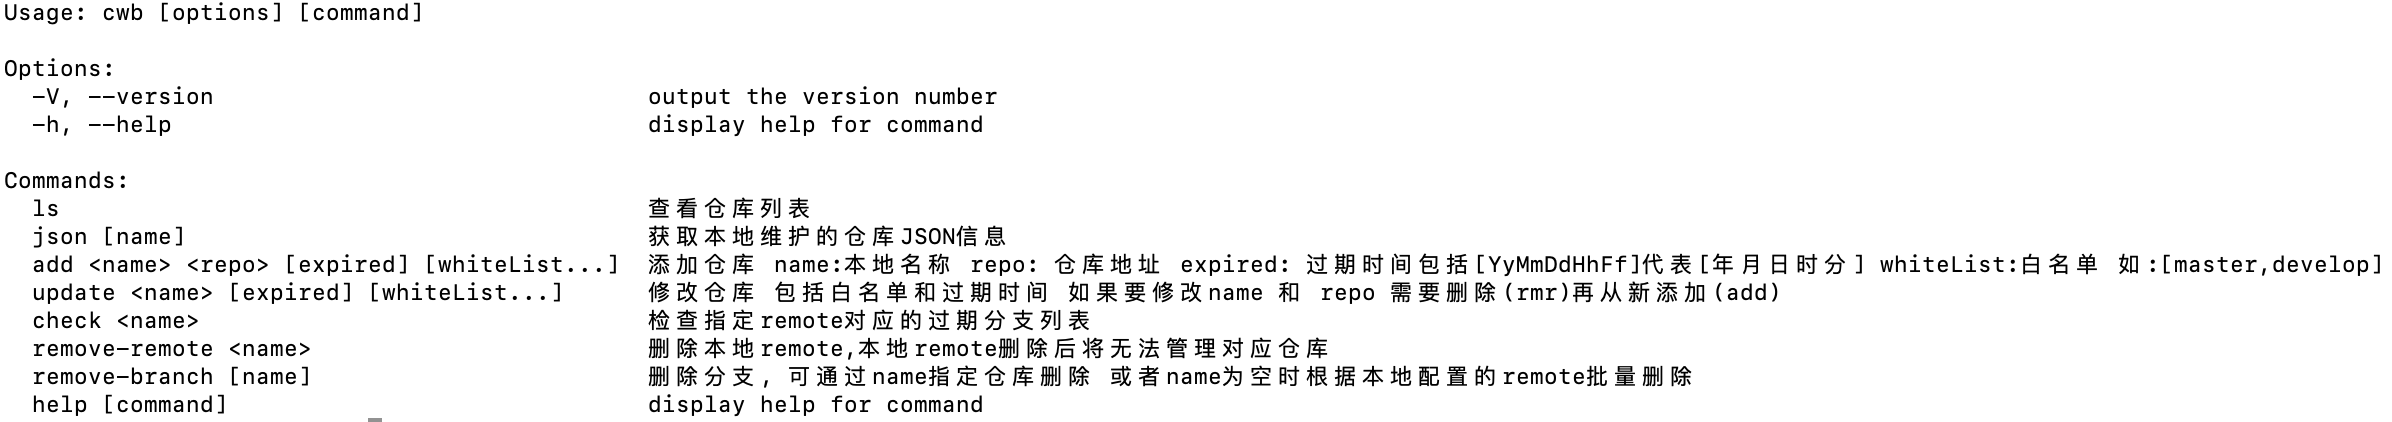 Usage: cwb [options] [command]

Options:
  -V, --version                               output the version number
  -h, --help                                  display help for command

Commands:
  ls                                          查看仓库列表
  json [name]                                 获取本地维护的仓库JSON信息
  add <name> <repo> [expired] [whiteList...]  添加仓库 name:本地名称 repo: 仓库地址 expired: 过期时间包括[YyMmDdHhFf]代表[年月日时分] whiteList:白名单 如:[master,develop]
  update <name> [expired] [whiteList...]      修改仓库 包括白名单和过期时间 如果要修改name 和 repo 需要删除(rmr)再从新添加(add)
  check <name>                                检查指定remote对应的过期分支列表
  remove-remote <name>                        删除本地remote,本地remote删除后将无法管理对应仓库
  remove-branch [name]                        删除分支, 可通过name指定仓库删除 或者name为空时根据本地配置的remote批量删除
  help [command]                              display help for command